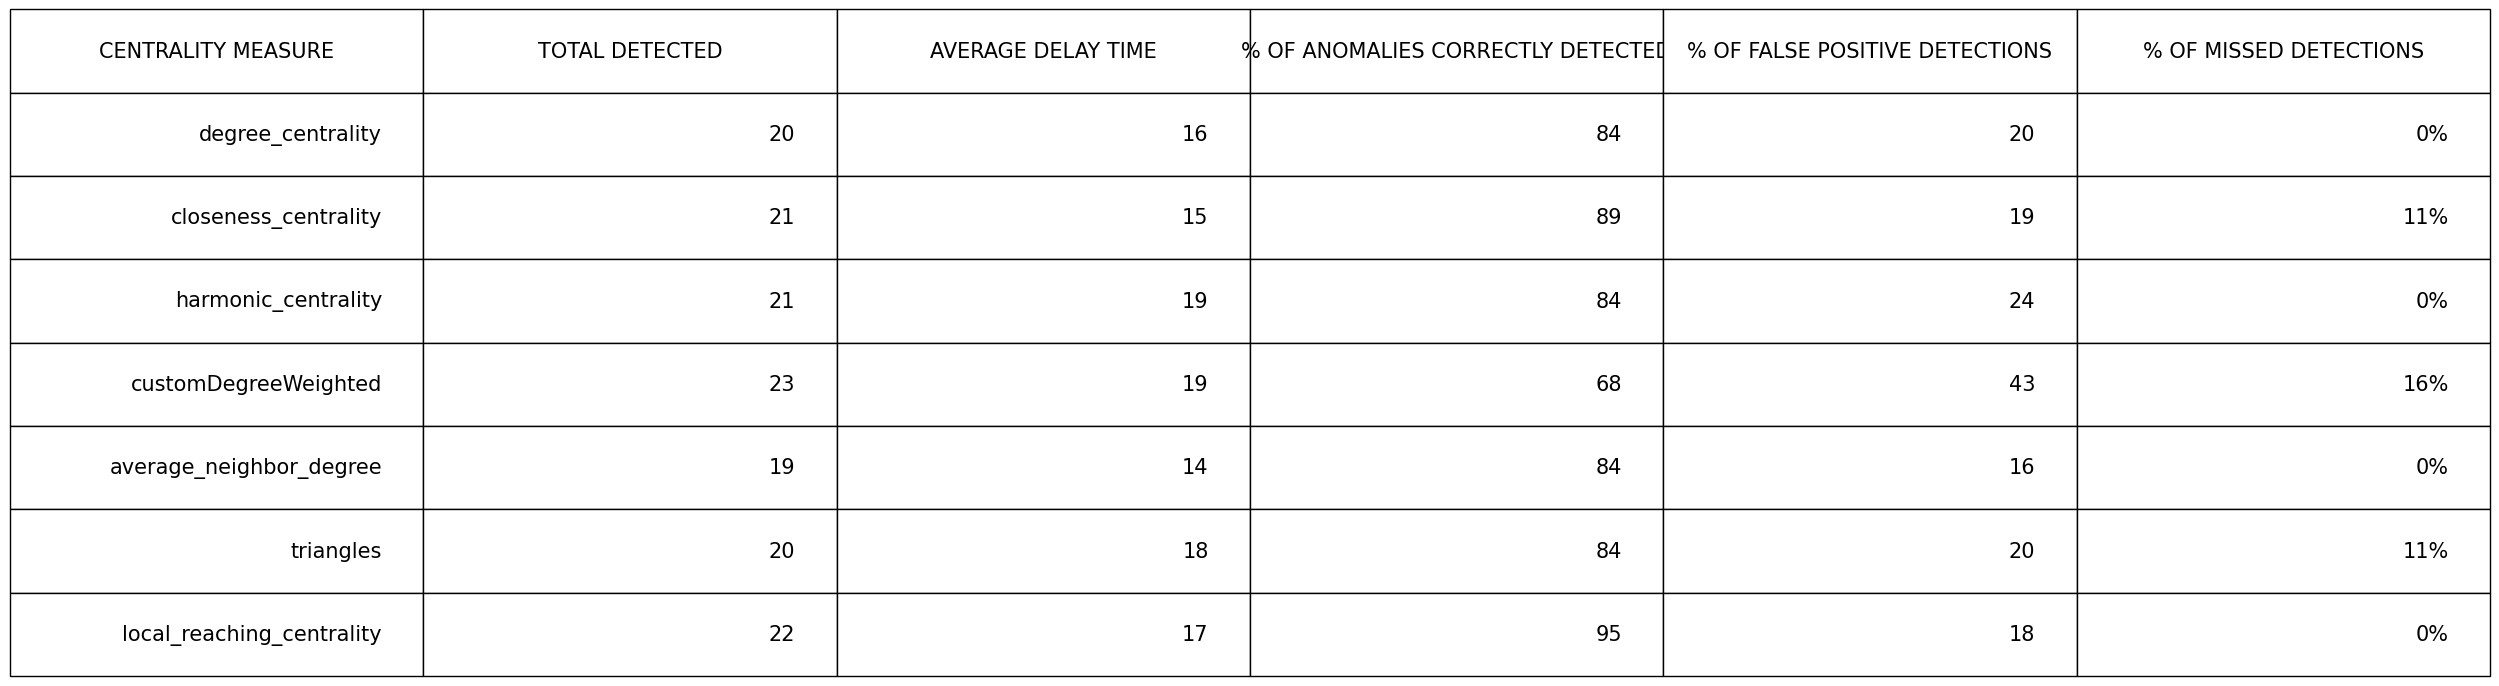 CENTRALITY MEASURE TOTAL DETECTED AVERAGE DELAY TIME % OF ANOMALIES CORRECTLY DETECTED % OF FALSE POSITIVE DETECTIONS % OF MISSED DETECTIONS
degree_centrality 20 16 84 20 0%
closeness_centrality 21 15 89 19 11%
harmonic_centrality 21 19 84 24 0%
customDegreeWeighted 23 19 68 43 16%
average_neighbor_degree 19 14 84 16 0%
triangles 20 18 84 20 11%
local_reaching_centrality 22 17 95 18 0%